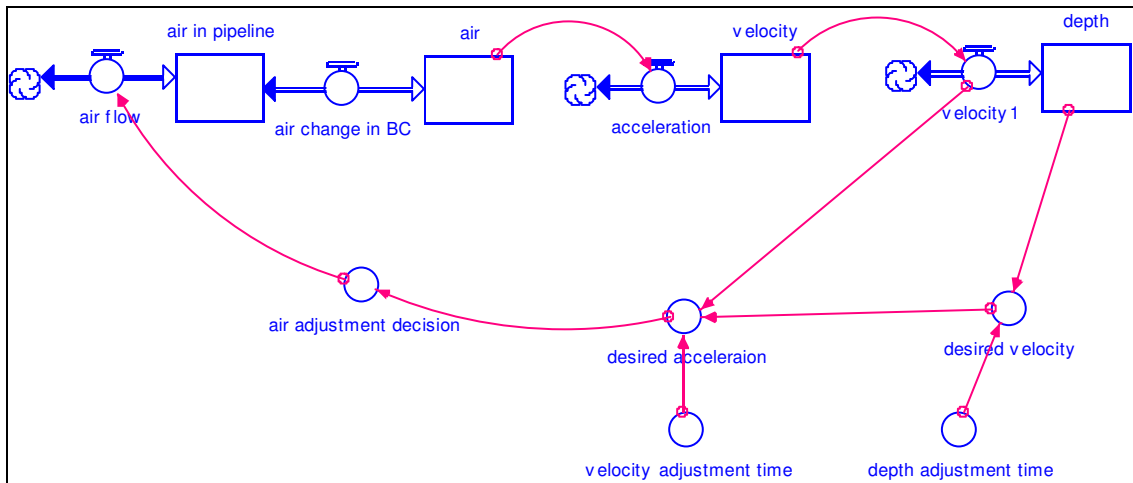 air in pipeline
air
velocity
depth
air flow
air change in BC
acceleration
velocity 1
air adjustment decision
desired acceleraion
desired velocity
velocity adjustment time
depth adjustment time